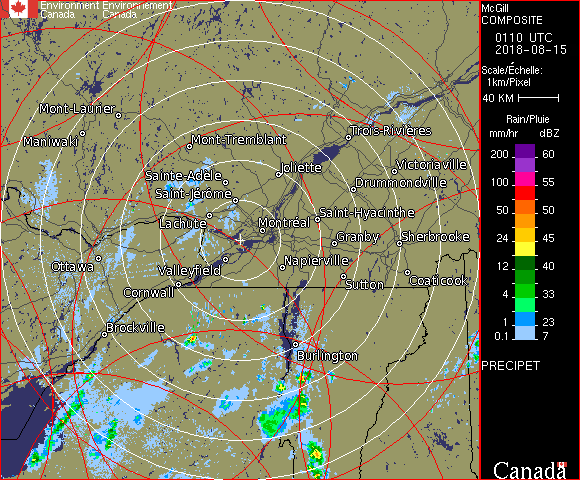 Environment Environnement
Canada Canada
McGill
COMPOSITE
0110 UTC
2018-08-15
Scale/Échelle:
1km/Pixel
40 KM
Rain/Pluie
mm/hr dBZ
200 60
100 55
50 50
24 45
12 40
4 33
1 23
0.1 7
PRECIPET
Canada
Mont-Laurier
Maniwaki
Mont-Tremblant
Trois-Rivières
Joliette
Victoriaville
Sainte-Adèle
Drummondville
Saint-Jérôme
Saint-Hyacinthe
Lachute
Montréal
Granby
Sherbrooke
Ottawa
Valleyfield
Napierville
Sutton
Coaticook
Cornwall
Brockville
Burlington